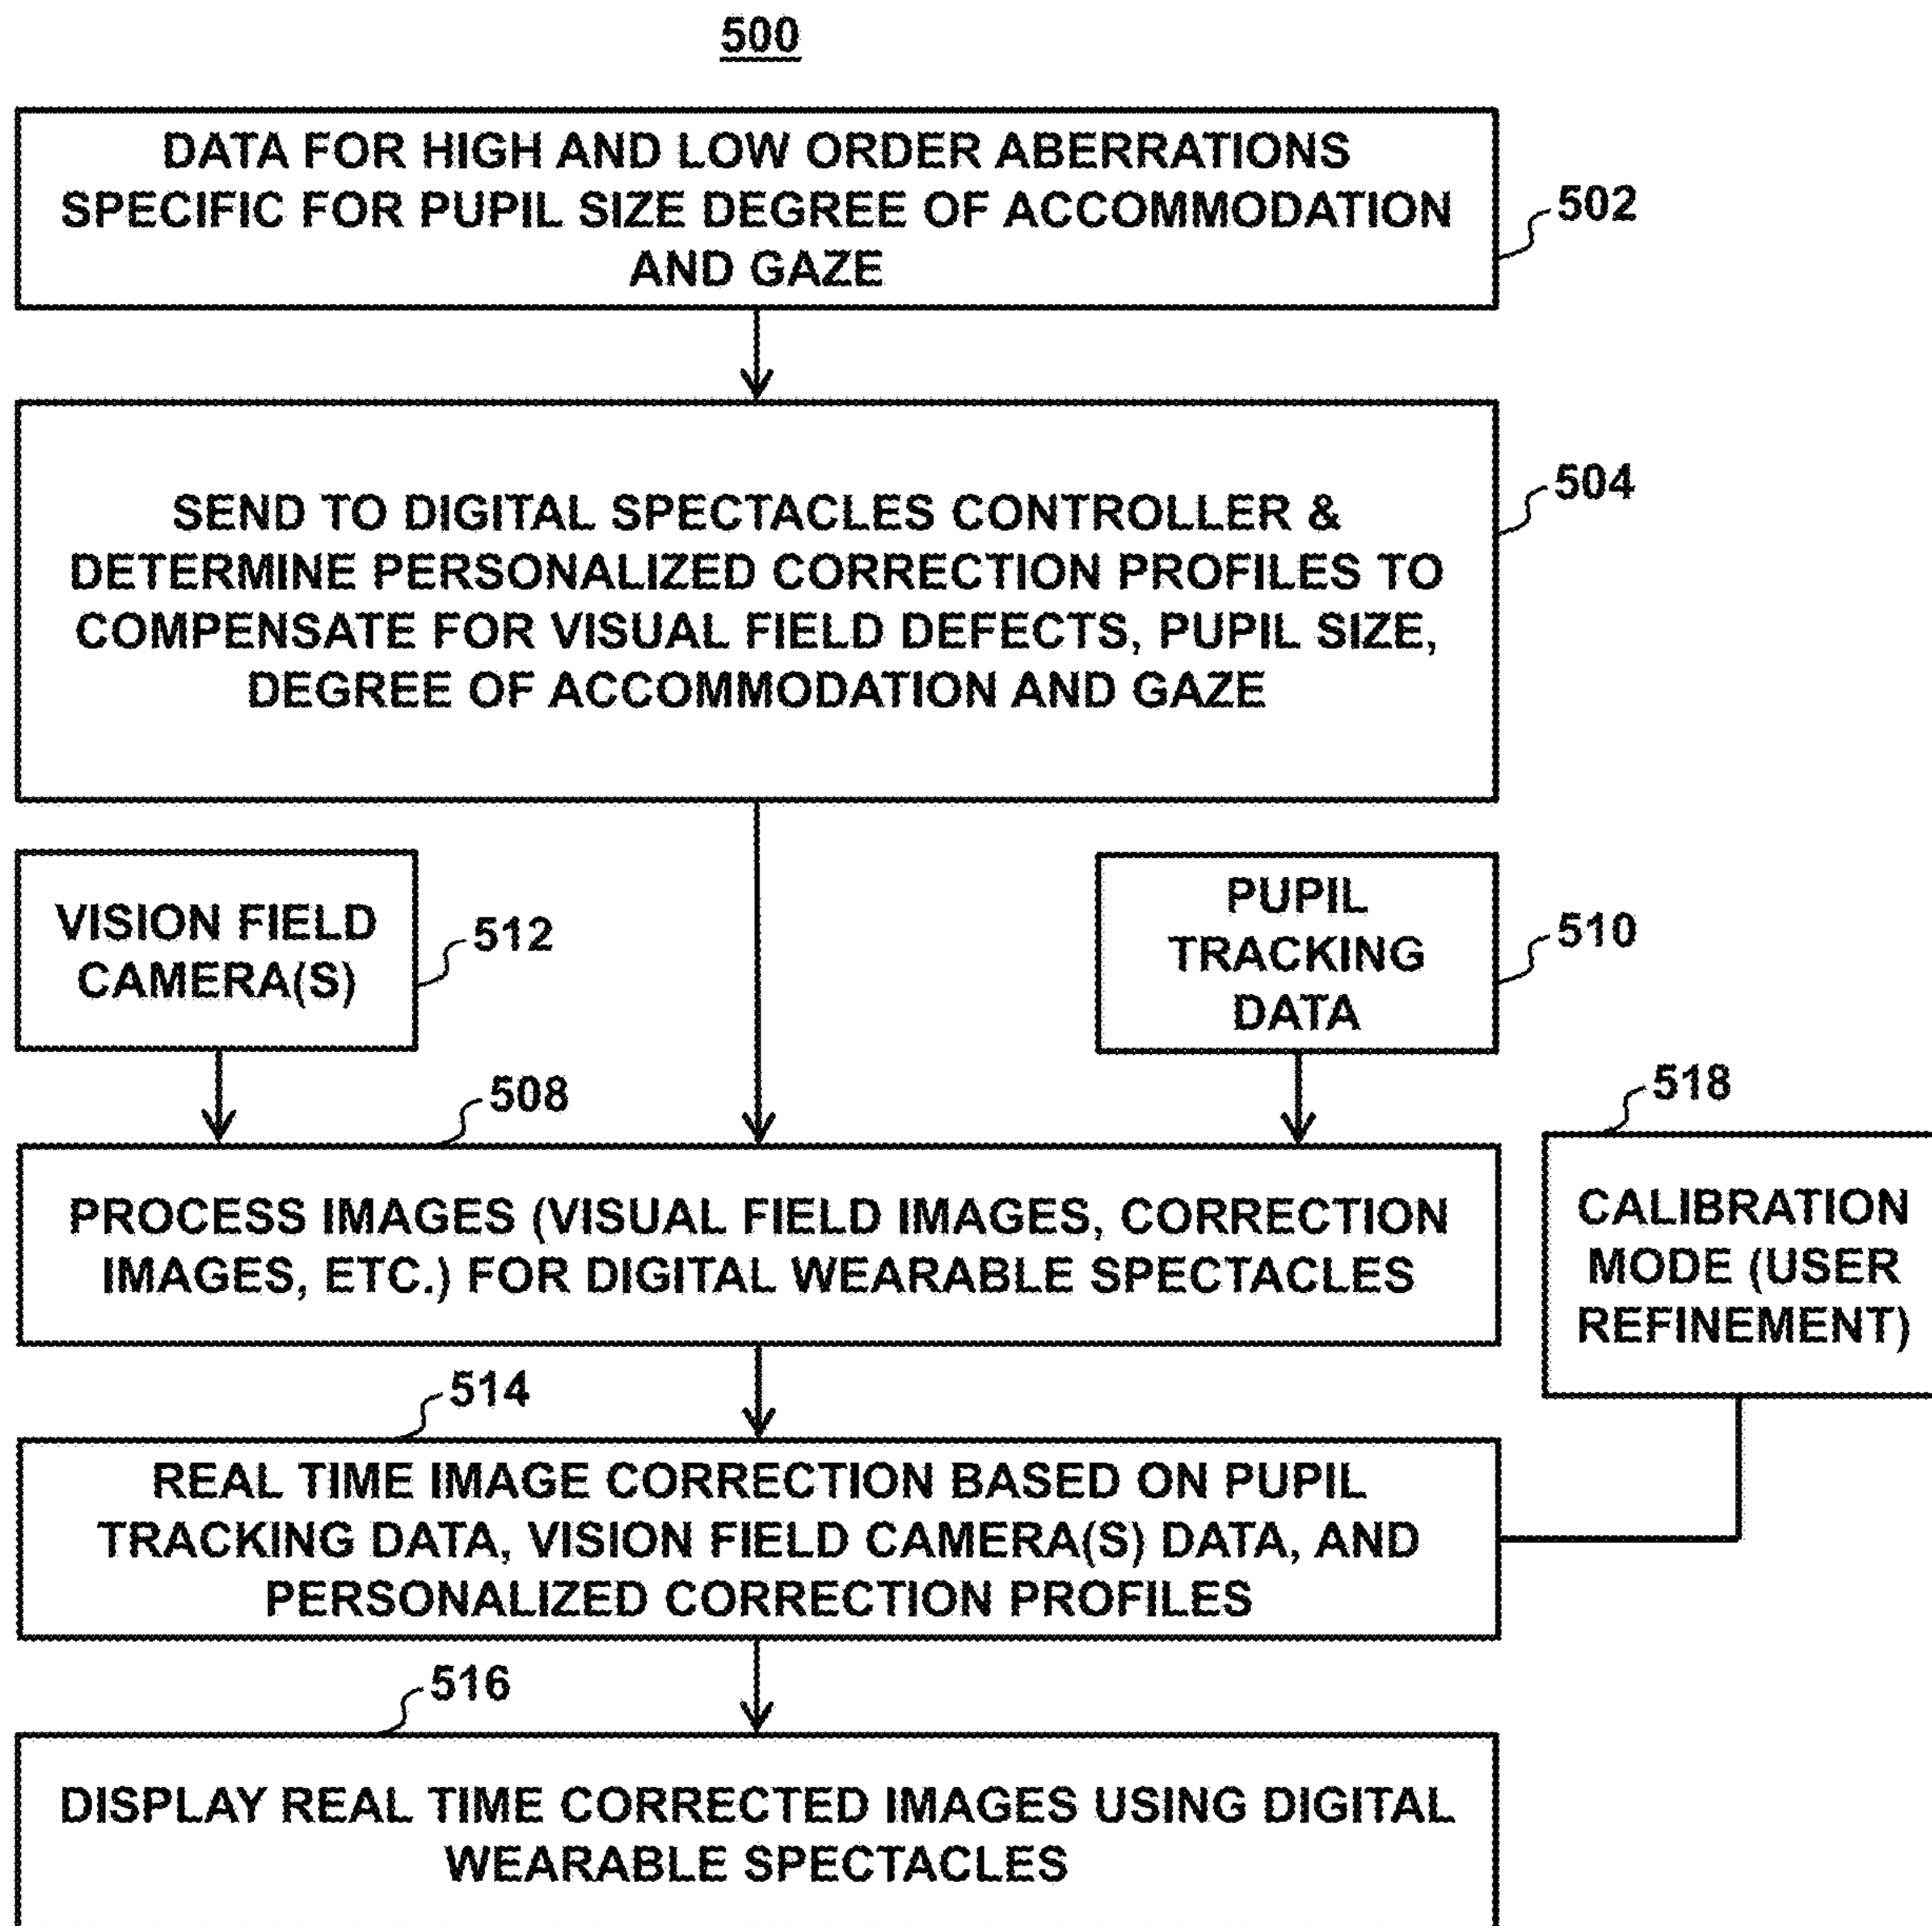 500
DATA FOR HIGH AND LOW ORDER ABERRATIONS
SPECIFIC FOR PUPIL SIZE DEGREE OF ACCOMMODATION
AND GAZE
502
SEND TO DIGITAL SPECTACLES CONTROLLER &
DETERMINE PERSONALIZED CORRECTION PROFILES TO
COMPENSATE FOR VISUAL FIELD DEFECTS, PUPIL SIZE,
DEGREE OF ACCOMMODATION AND GAZE
504
VISION FIELD
CAMERA(S)
512
PUPIL
TRACKING
DATA
510
508
PROCESS IMAGES (VISUAL FIELD IMAGES, CORRECTION
IMAGES, ETC.) FOR DIGITAL WEARABLE SPECTACLES
518
CALIBRATION
MODE (USER
REFINEMENT)
514
REAL TIME IMAGE CORRECTION BASED ON PUPIL
TRACKING DATA, VISION FIELD CAMERA(S) DATA, AND
PERSONALIZED CORRECTION PROFILES
516
DISPLAY REAL TIME CORRECTED IMAGES USING DIGITAL
WEARABLE SPECTACLES